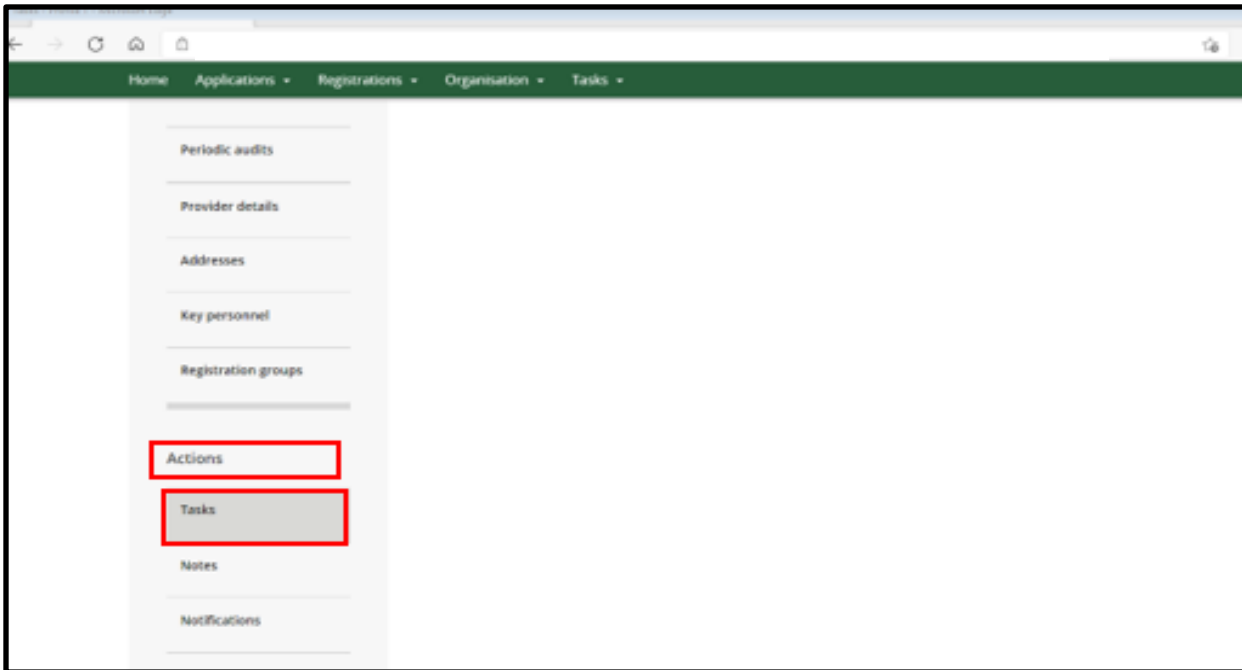 Home Applications Registrations Organisation Tasks
Periodic audits
Provider details
Addresses
Key personnel
Registration groups
Actions
Tasks
Notes
Notifications